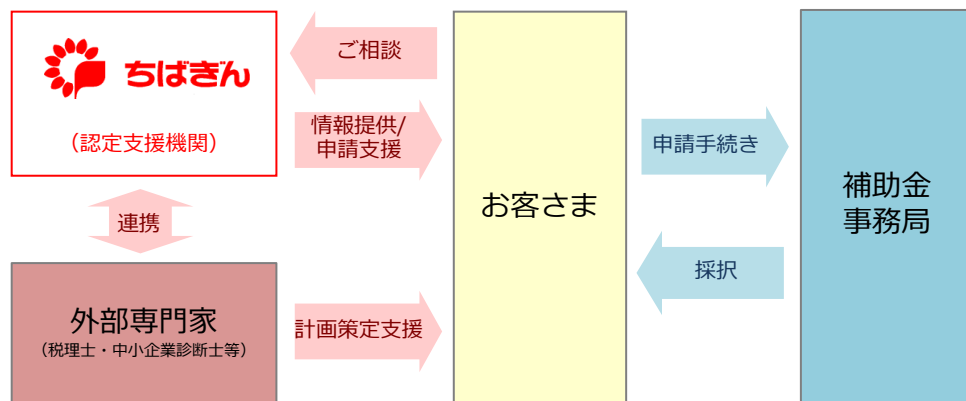 ちばぎん
（認定支援機関）
ご相談
情報提供/
申請支援
連携
外部専門家
（税理士・中小企業診断士等）
計画策定支援
お客さま
申請手続き
採択
補助金
事務局